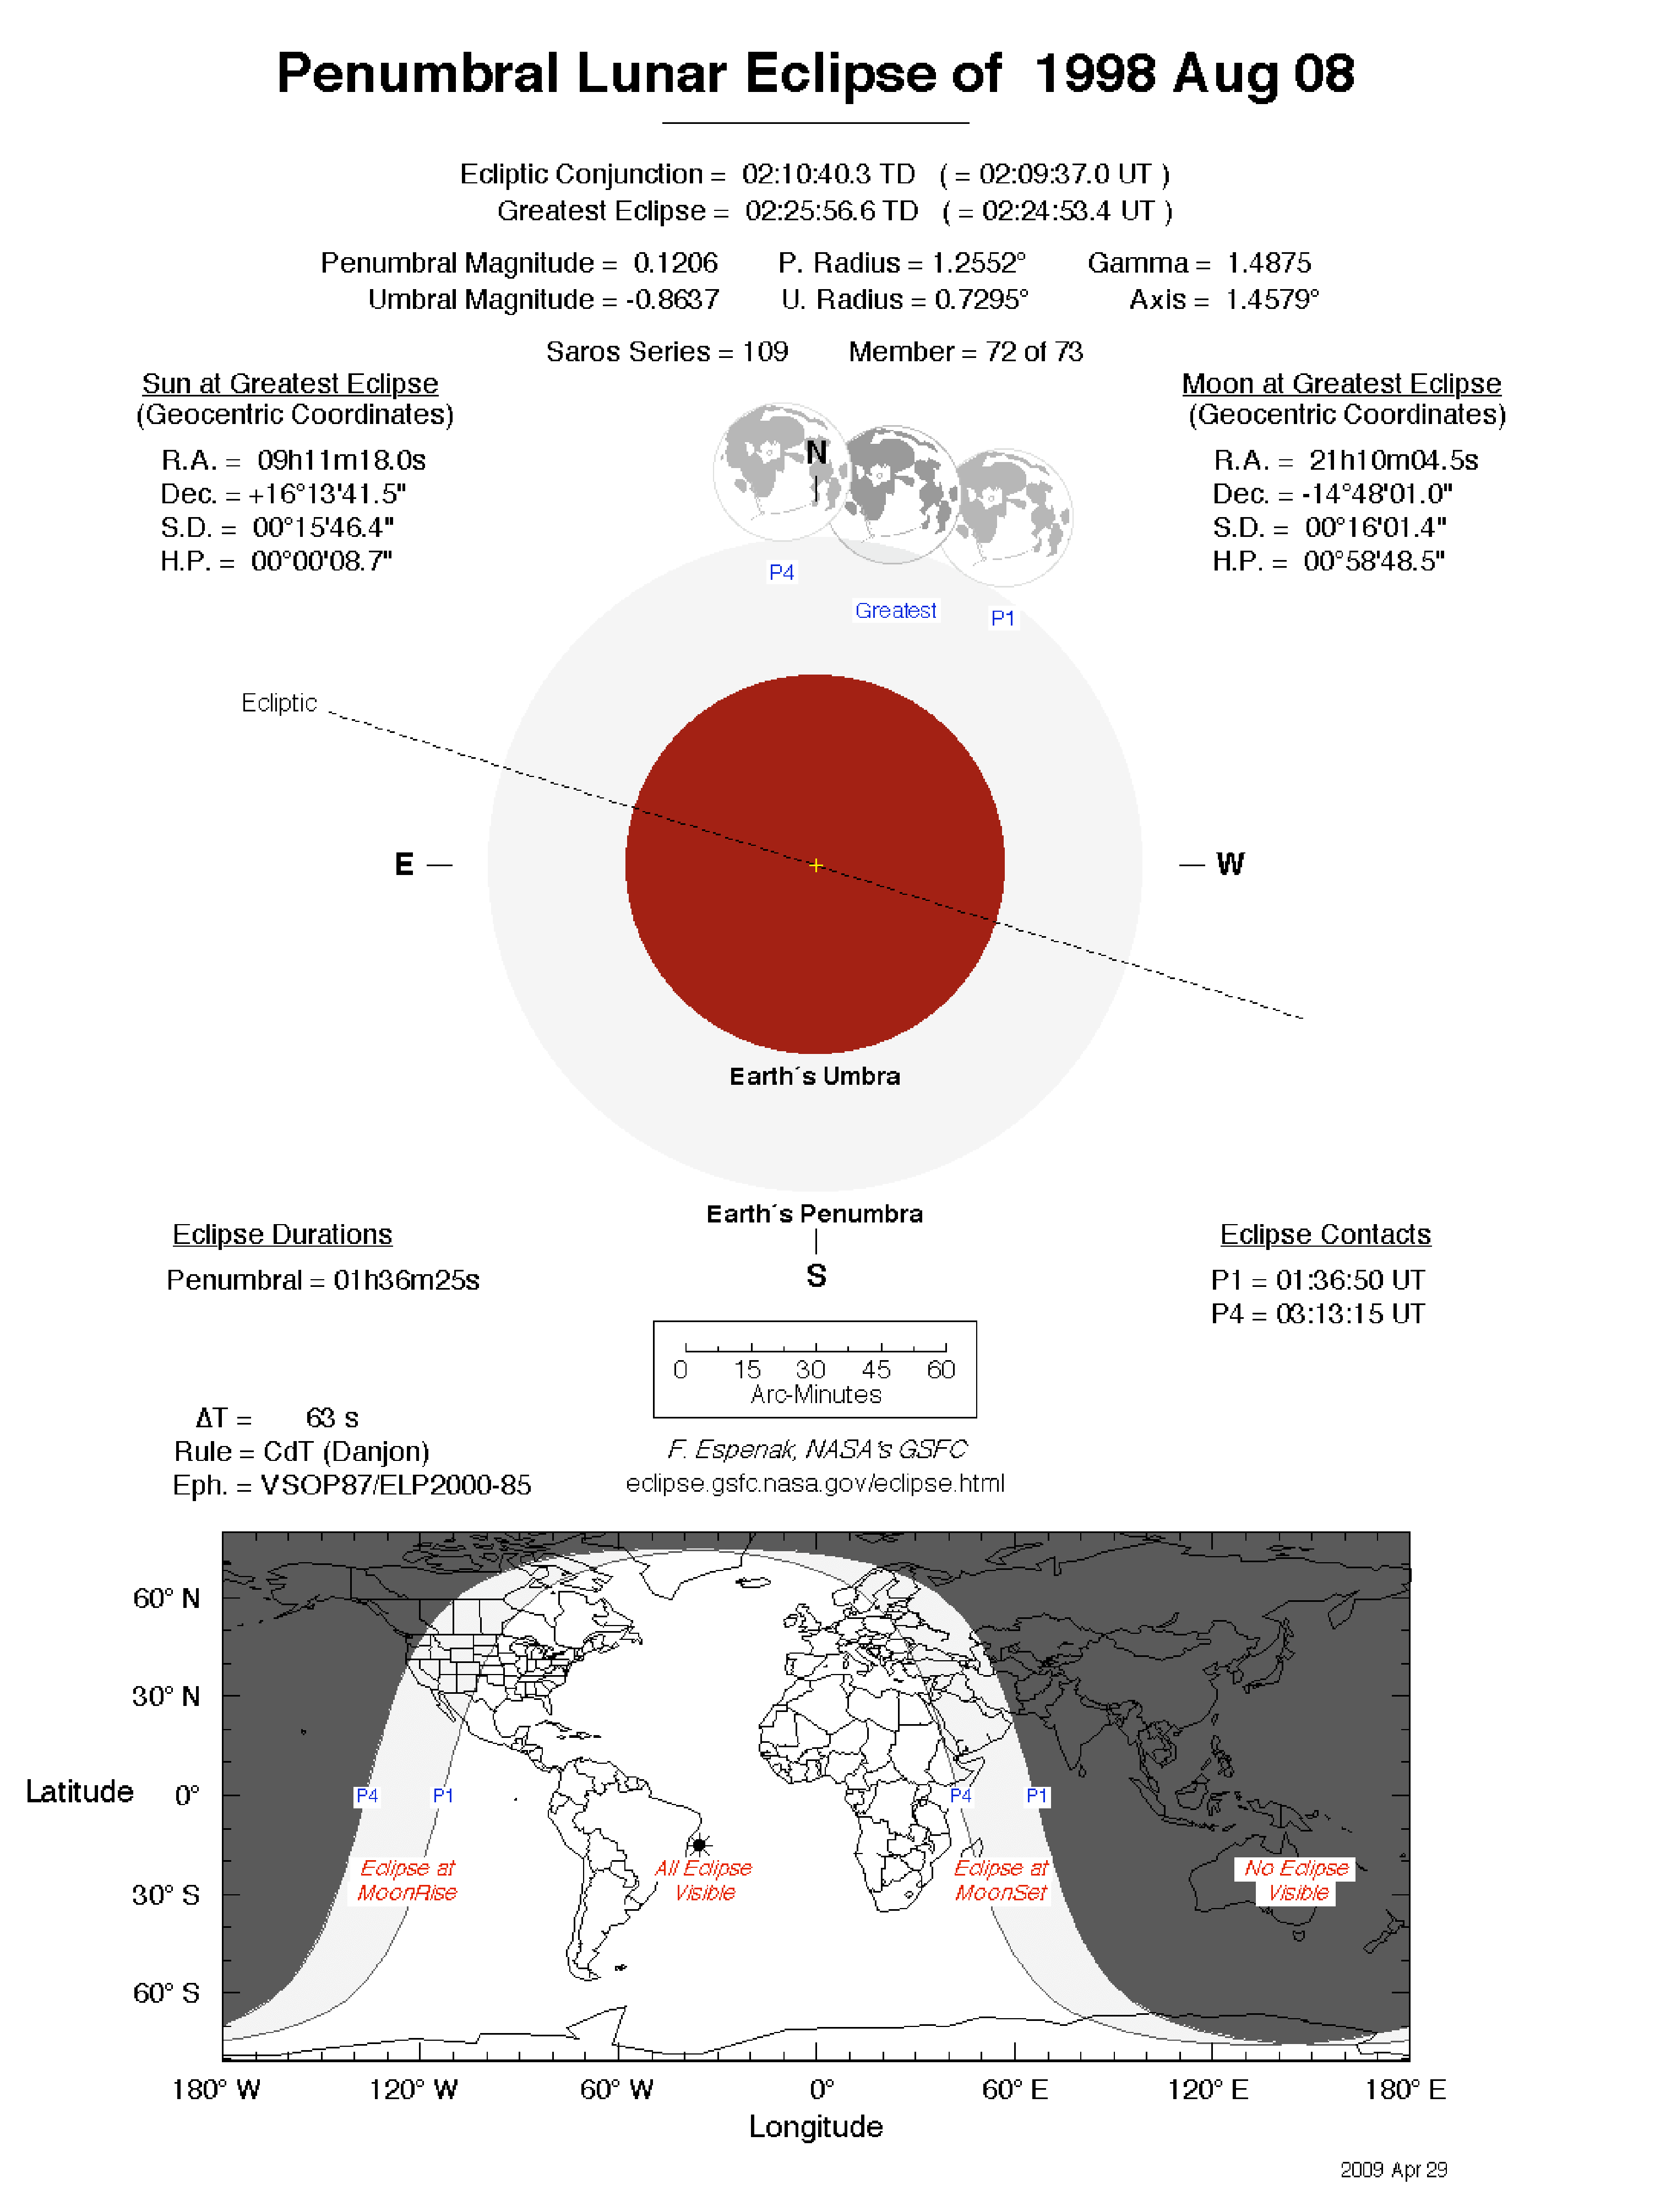 Penumbral Lunar Eclipse of 1998 Aug 08
Ecliptic Conjunction = 02:10:40.3 TD ( = 02:09:37.0 UT )
Greatest Eclipse = 02:25:56.6 TD ( = 02:24:53.4 UT )
Penumbral Magnitude = 0.1206 P. Radius = 1.2552° Gamma = 1.4875
Umbral Magnitude = -0.8637 U. Radius = 0.7295° Axis = 1.4579°
Saros Series = 109 Member = 72 of 73
Sun at Greatest Eclipse
(Geocentric Coordinates)
R.A. = 09h11m18.0s
Dec. = +16°13'41.5"
S.D. = 00°15'46.4"
H.P. = 00°00'08.7"
Moon at Greatest Eclipse
(Geocentric Coordinates)
R.A. = 21h10m04.5s
Dec. = -14°48'01.0"
S.D. = 00°16'01.4"
H.P. = 00°58'48.5"
N
P4
Greatest
P1
Ecliptic
E
W
Earth´s Umbra
Earth´s Penumbra
S
Eclipse Durations
Penumbral = 01h36m25s
Eclipse Contacts
P1 = 01:36:50 UT
P4 = 03:13:15 UT
0 15 30 45 60
Arc-Minutes
ΔT = 63 s
Rule = CdT (Danjon)
Eph. = VSOP87/ELP2000-85
F. Espenak, NASA's GSFC
eclipse.gsfc.nasa.gov/eclipse.html
60° N
30° N
Latitude 0°
30° S
60° S
P4 P1 P4 P1
Eclipse at
MoonRise
All Eclipse
Visible
Eclipse at
MoonSet
No Eclipse
Visible
180° W 120° W 60° W 0° 60° E 120° E 180° E
Longitude
2009 Apr 29